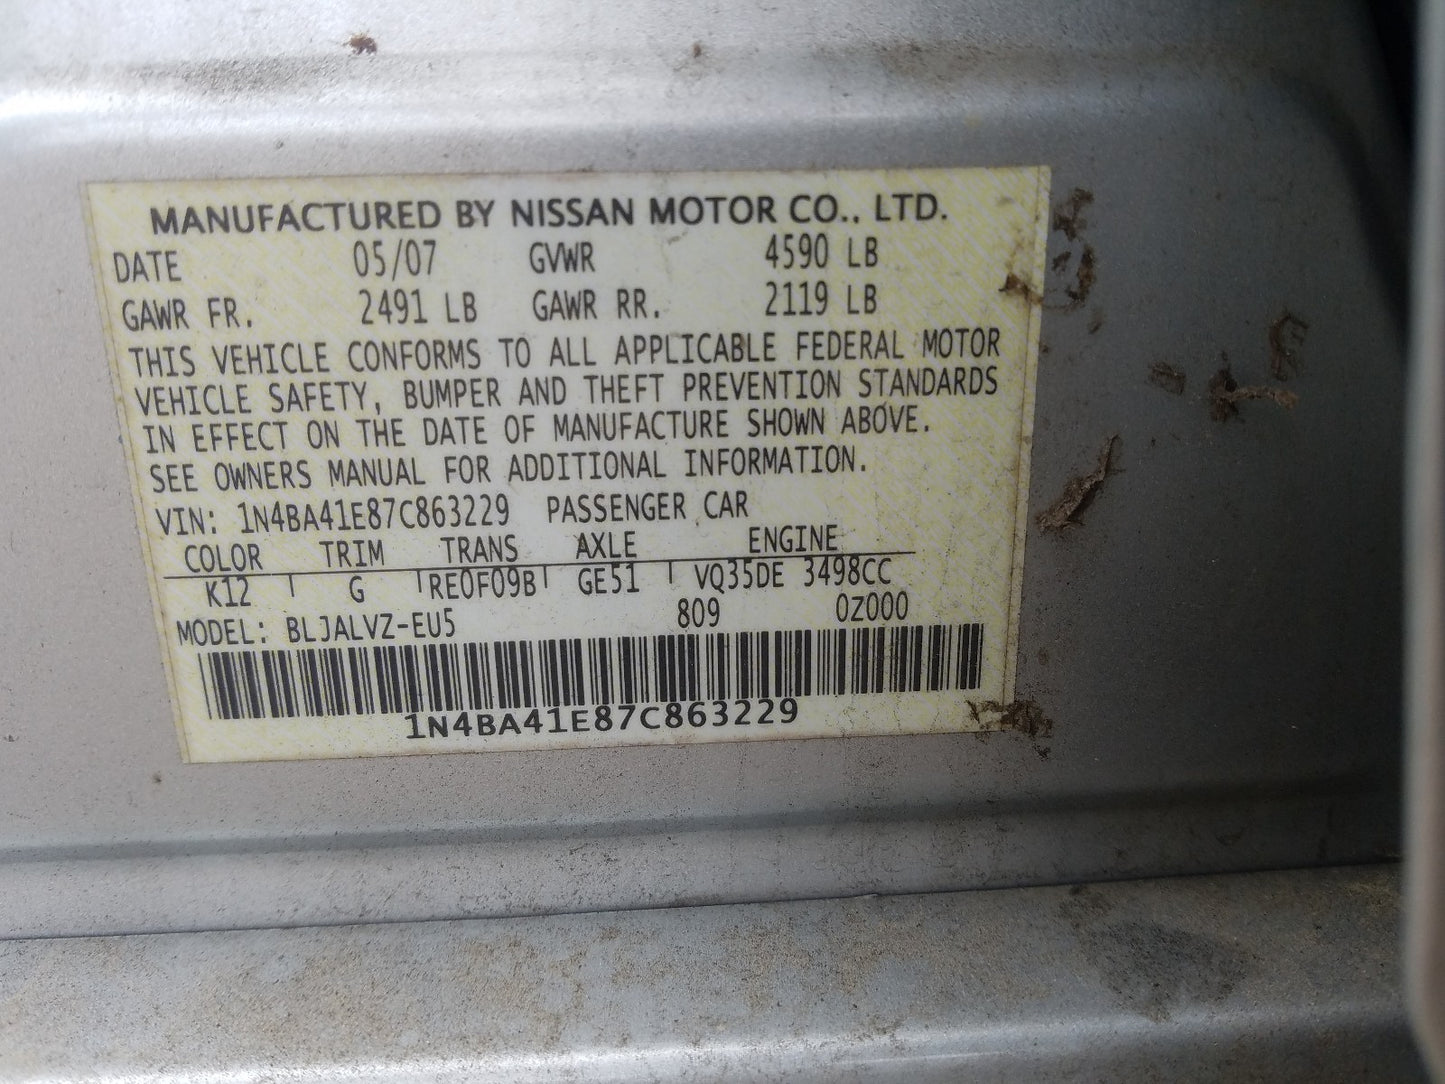 MANUFACTURED BY NISSAN MOTOR CO., LTD.
DATE 05/07 GVWR 4590 LB
GAWR FR. 2491 LB GAWR RR. 2119 LB
THIS VEHICLE CONFORMS TO ALL APPLICABLE FEDERAL MOTOR
VEHICLE SAFETY, BUMPER AND THEFT PREVENTION STANDARDS
IN EFFECT ON THE DATE OF MANUFACTURE SHOWN ABOVE.
SEE OWNERS MANUAL FOR ADDITIONAL INFORMATION.
VIN: 1N4BA41E87C863229 PASSENGER CAR
COLOR TRIM TRANS AXLE ENGINE
K12 G RE0F09B GE51 VQ35DE 3498CC
MODEL: BLJALVZ-EU5 809 0Z000
1N4BA41E87C863229